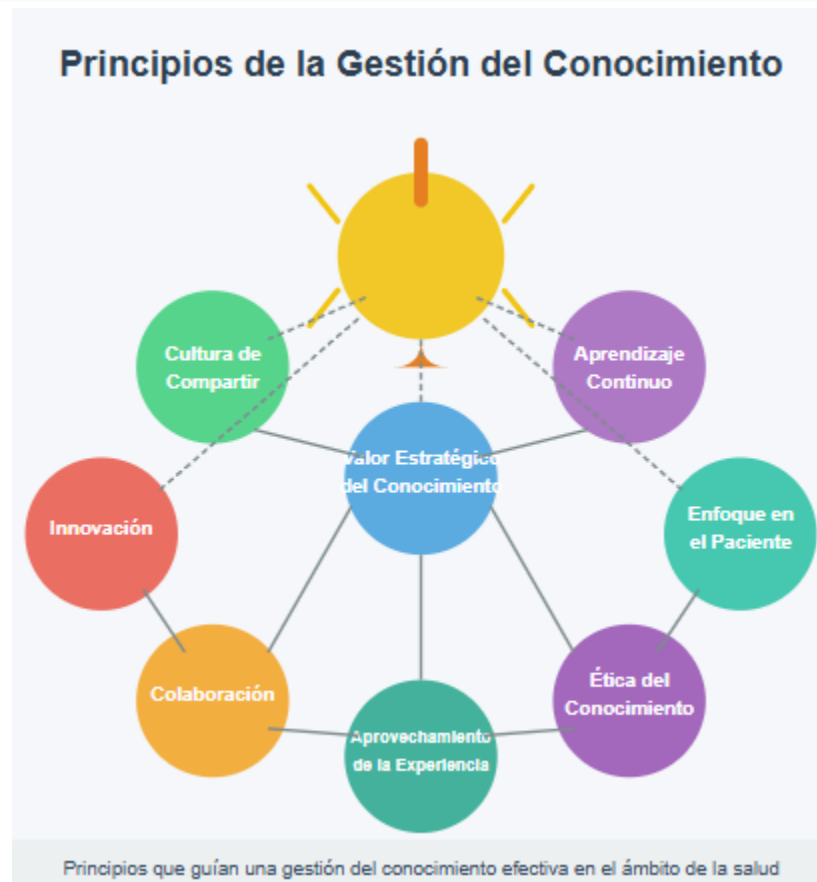 Principios de la Gestión del Conocimiento
Cultura de
Compartir
Aprendizaje
Continuo
Valor Estratégico
del Conocimiento
Innovación
Enfoque en
el Paciente
Colaboración
Ética del
Conocimiento
Aprovechamiento
de la Experiencia
Principios que guían una gestión del conocimiento efectiva en el ámbito de la salud